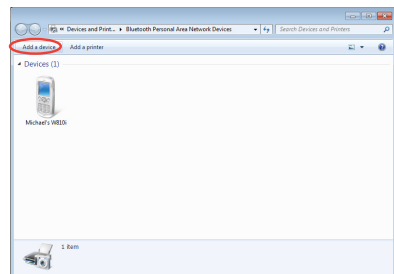 Devices and Print... Bluetooth Personal Area Network Devices
Search Devices and Printers
Add a device Add a printer
Devices (1)
Michael's W810i
1 item